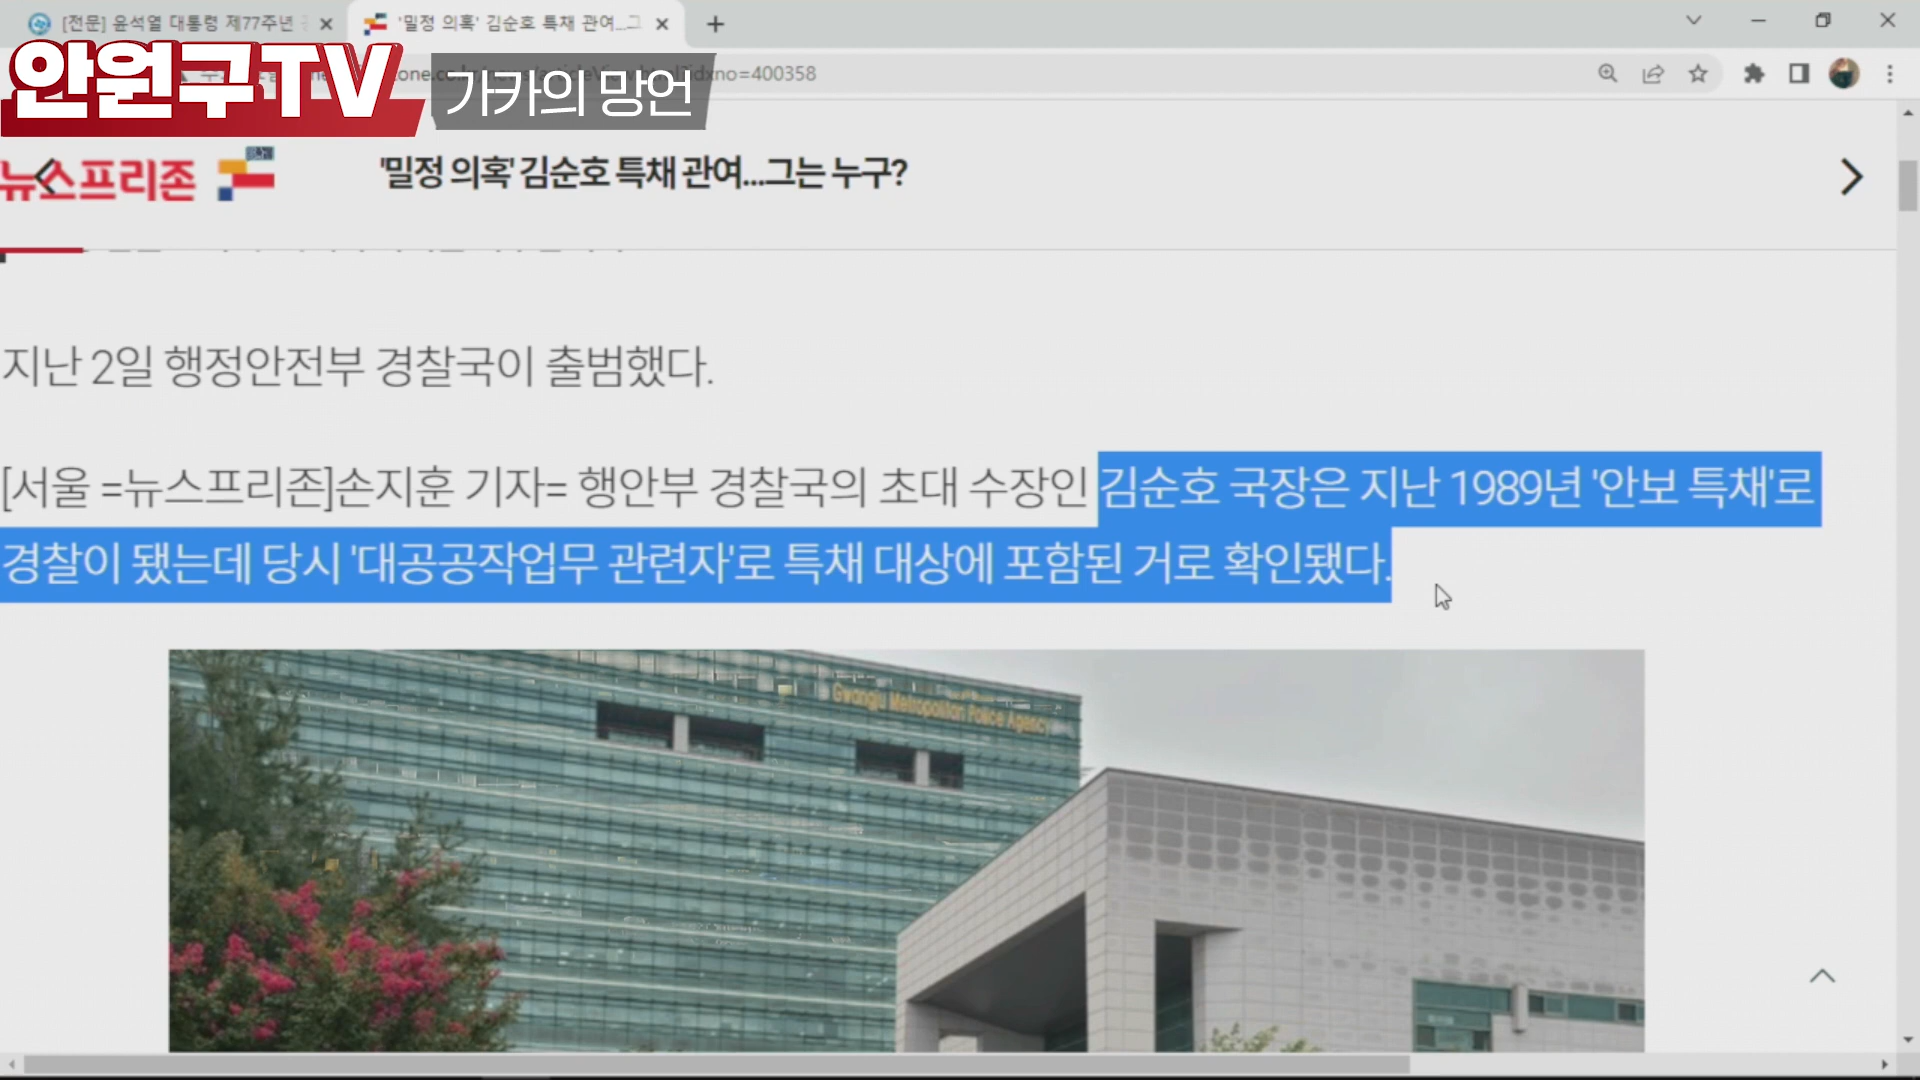 [전문] 윤석열 대통령 제77주년
'밀정 의혹' 김순호 특채 관여...그
안원구TV
가카의 망언
dxno=400358
뉴스프리존
'밀정 의혹' 김순호 특채 관여...그는 누구?
지난 2일 행정안전부 경찰국이 출범했다.
[서울 =뉴스프리존]손지훈 기자= 행안부 경찰국의 초대 수장인 김순호 국장은 지난 1989년 '안보 특채'로
경찰이 됐는데 당시 '대공공작업무 관련자'로 특채 대상에 포함된 거로 확인됐다.
Gwangju Metropolitan Police Agency